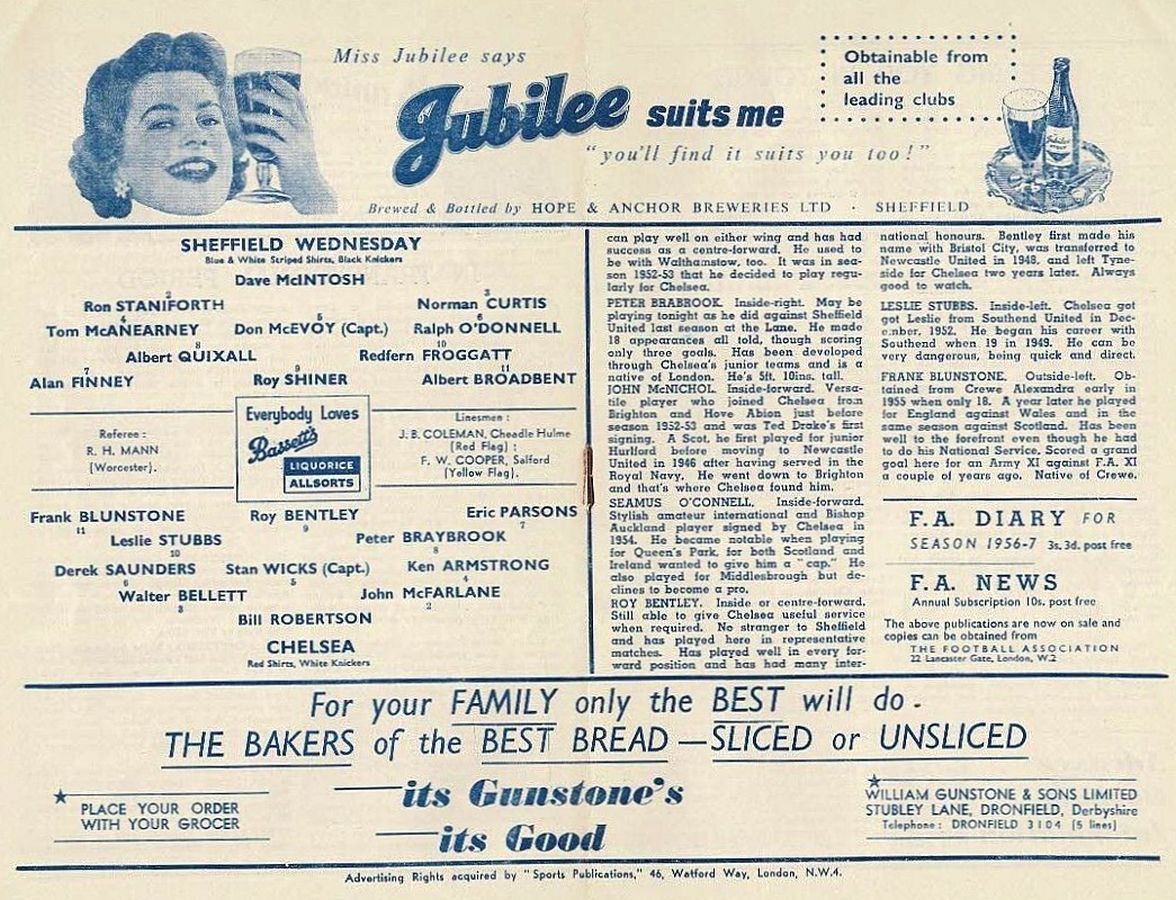 Miss Jubilee says
Jubilee suits me
"you'll find it suits you too!"
Obtainable from
all the
leading clubs
Brewed & Bottled by HOPE & ANCHOR BREWERIES LTD · SHEFFIELD
SHEFFIELD WEDNESDAY
Blue & White Striped Shirts, Black Knickers
Dave McINTOSH
2 3
Ron STANIFORTH Norman CURTIS
4 5 6
Tom McANEARNEY Don McEVOY (Capt.) Ralph O'DONNELL
8 10
Albert QUIXALL Redfern FROGGATT
7 9 11
Alan FINNEY Roy SHINER Albert BROADBENT
Referee :
R. H. MANN
(Worcester).
Everybody Loves
Bassett's
LIQUORICE
ALLSORTS
Linesmen :
J. B. COLEMAN, Cheadle Hulme
(Red Flag) :
F. W. COOPER, Salford
(Yellow Flag).
Frank BLUNSTONE Roy BENTLEY Eric PARSONS
11 9 7
Leslie STUBBS Peter BRAYBROOK
10 8
Derek SAUNDERS Stan WICKS (Capt.) Ken ARMSTRONG
6 5 4
Walter BELLETT John McFARLANE
3 2
Bill ROBERTSON
CHELSEA
Red Shirts, White Knickers
can play well on either wing and has had
success as a centre-forward. He used to
be with Walthamstow, too. It was in sea-
son 1952-53 that he decided to play regu-
larly for Chelsea.
PETER BRABROOK. Inside-right. May be
playing tonight as he did against Sheffield
United last season at the Lane. He made
18 appearances all told, though scoring
only three goals. Has been developed
through Chelsea's junior teams and is a
native of London. He's 5ft. 10ins. tall.
JOHN McNICHOL. Inside-forward. Versa-
tile player who joined Chelsea from
Brighton and Hove Abion just before
season 1952-53 and was Ted Drake's first
signing. A Scot, he first played for junior
Hurlford before moving to Newcastle
United in 1946 after having served in the
Royal Navy. He went down to Brighton
and that's where Chelsea found him.
SEAMUS O'CONNELL. Inside-forward.
Stylish amateur international and Bishop
Auckland player signed by Chelsea in
1954. He became notable when playing
for Queen's Park, for both Scotland and
Ireland wanted to give him a "cap." He
also played for Middlesbrough but de-
clines to become a pro.
ROY BENTLEY. Inside or centre-forward.
Still able to give Chelsea useful service
when required. No stranger to Sheffield
and has played here in representative
matches. Has played well in every for-
ward position and has had many inter-
national honours. Bentley first made his
name with Bristol City, was transferred to
Newcastle United in 1948, and left Tyne-
side for Chelsea two years later. Always
good to watch.
LESLIE STUBBS. Inside-left. Chelsea got
got Leslie from Southend United in Dec-
ember, 1952. He began his career with
Southend when 19 in 1949. He can be
very dangerous, being quick and direct.
FRANK BLUNSTONE. Outside-left. Ob-
tained from Crewe Alexandra early in
1955 when only 18. A year later he played
for England against Wales and in the
same season against Scotland. Has been
well to the forefront even though he had
to do his National Service. Scored a grand
goal here for an Army XI against F.A. XI
a couple of years ago. Native of Crewe.
F.A. DIARY FOR
SEASON 1956-7 3s. 3d. post free
F.A. NEWS
Annual Subscription 10s. post free
The above publications are now on sale and
copies can be obtained from
THE FOOTBALL ASSOCIATION
22 Lancaster Gate, London, W.2
For your FAMILY only the BEST will do.
THE BAKERS of the BEST BREAD — SLICED or UNSLICED
its Gunstone's
its Good
PLACE YOUR ORDER
WITH YOUR GROCER
WILLIAM GUNSTONE & SONS LIMITED
STUBLEY LANE, DRONFIELD, Derbyshire
Telephone: DRONFIELD 3104 (5 lines)
Advertising Rights acquired by "Sports Publications," 46, Watford Way, London, N.W.4.